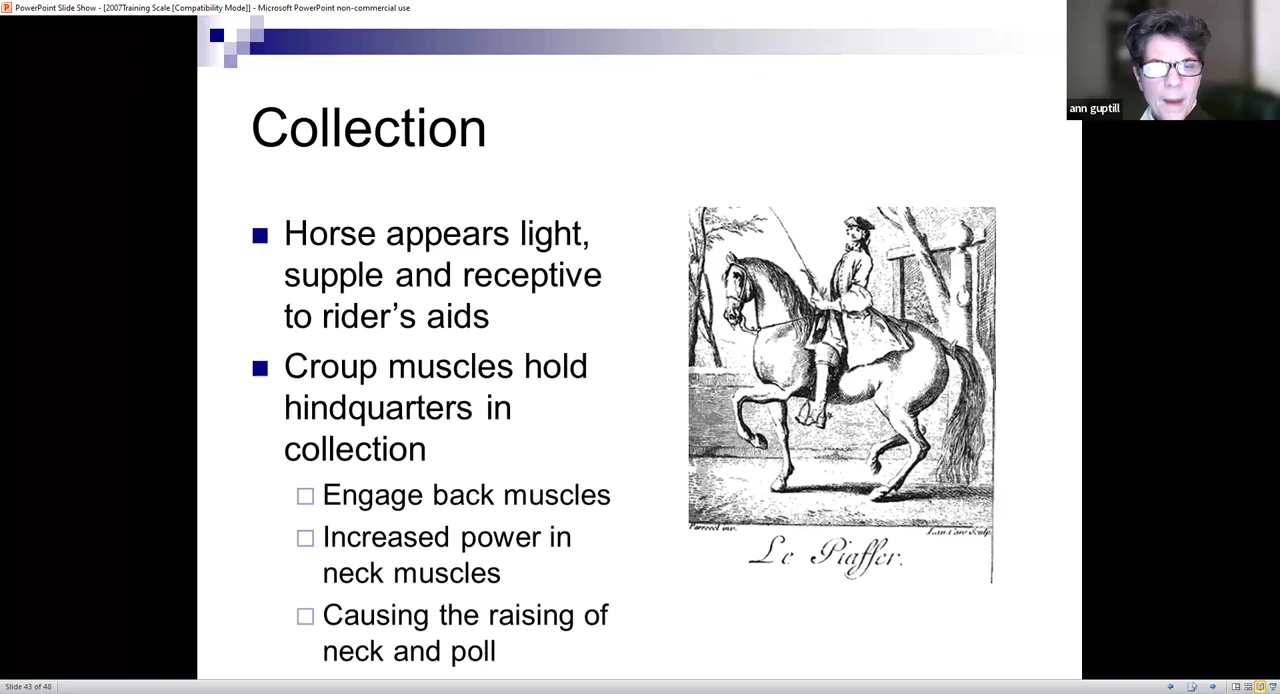 PowerPoint Slide Show - [2007Training Scale [Compatibility Mode]] - Microsoft PowerPoint non-commercial use
ann guptill
Collection
Horse appears light,
supple and receptive
to rider’s aids
Croup muscles hold
hindquarters in
collection
Engage back muscles
Increased power in
neck muscles
Causing the raising of
neck and poll
Le Piaffer.
Slide 43 of 48